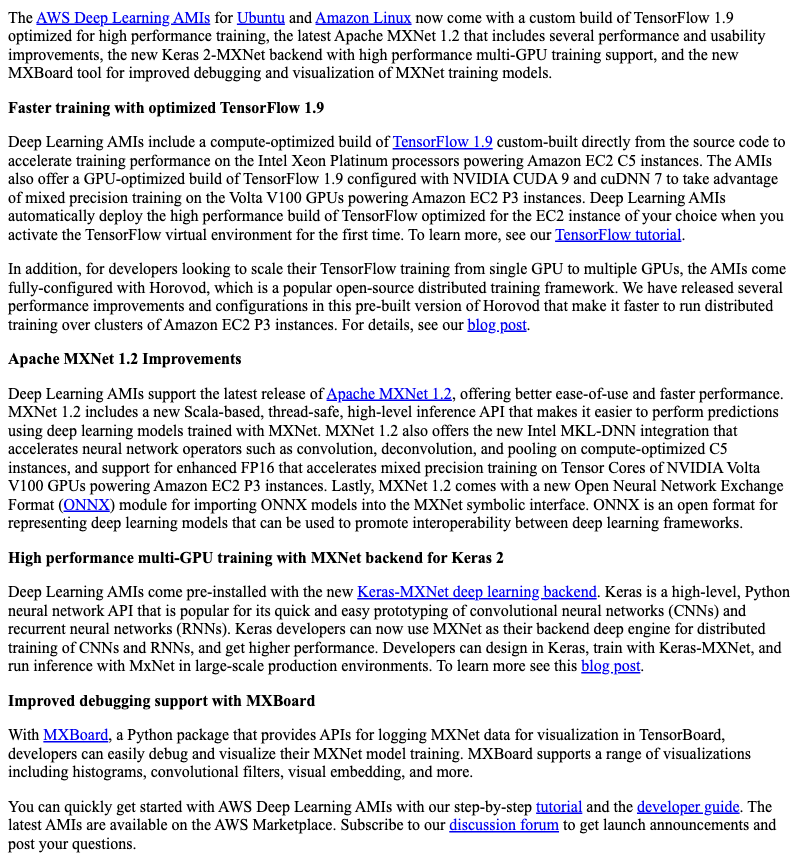 The AWS Deep Learning AMIs for Ubuntu and Amazon Linux now come with a custom build of TensorFlow 1.9
optimized for high performance training, the latest Apache MXNet 1.2 that includes several performance and usability
improvements, the new Keras 2-MXNet backend with high performance multi-GPU training support, and the new
MXBoard tool for improved debugging and visualization of MXNet training models.
Faster training with optimized TensorFlow 1.9
Deep Learning AMIs include a compute-optimized build of TensorFlow 1.9 custom-built directly from the source code to
accelerate training performance on the Intel Xeon Platinum processors powering Amazon EC2 C5 instances. The AMIs
also offer a GPU-optimized build of TensorFlow 1.9 configured with NVIDIA CUDA 9 and cuDNN 7 to take advantage
of mixed precision training on the Volta V100 GPUs powering Amazon EC2 P3 instances. Deep Learning AMIs
automatically deploy the high performance build of TensorFlow optimized for the EC2 instance of your choice when you
activate the TensorFlow virtual environment for the first time. To learn more, see our TensorFlow tutorial.
In addition, for developers looking to scale their TensorFlow training from single GPU to multiple GPUs, the AMIs come
fully-configured with Horovod, which is a popular open-source distributed training framework. We have released several
performance improvements and configurations in this pre-built version of Horovod that make it faster to run distributed
training over clusters of Amazon EC2 P3 instances. For details, see our blog post.
Apache MXNet 1.2 Improvements
Deep Learning AMIs support the latest release of Apache MXNet 1.2, offering better ease-of-use and faster performance.
MXNet 1.2 includes a new Scala-based, thread-safe, high-level inference API that makes it easier to perform predictions
using deep learning models trained with MXNet. MXNet 1.2 also offers the new Intel MKL-DNN integration that
accelerates neural network operators such as convolution, deconvolution, and pooling on compute-optimized C5
instances, and support for enhanced FP16 that accelerates mixed precision training on Tensor Cores of NVIDIA Volta
V100 GPUs powering Amazon EC2 P3 instances. Lastly, MXNet 1.2 comes with a new Open Neural Network Exchange
Format (ONNX) module for importing ONNX models into the MXNet symbolic interface. ONNX is an open format for
representing deep learning models that can be used to promote interoperability between deep learning frameworks.
High performance multi-GPU training with MXNet backend for Keras 2
Deep Learning AMIs come pre-installed with the new Keras-MXNet deep learning backend. Keras is a high-level, Python
neural network API that is popular for its quick and easy prototyping of convolutional neural networks (CNNs) and
recurrent neural networks (RNNs). Keras developers can now use MXNet as their backend deep engine for distributed
training of CNNs and RNNs, and get higher performance. Developers can design in Keras, train with Keras-MXNet, and
run inference with MxNet in large-scale production environments. To learn more see this blog post.
Improved debugging support with MXBoard
With MXBoard, a Python package that provides APIs for logging MXNet data for visualization in TensorBoard,
developers can easily debug and visualize their MXNet model training. MXBoard supports a range of visualizations
including histograms, convolutional filters, visual embedding, and more.
You can quickly get started with AWS Deep Learning AMIs with our step-by-step tutorial and the developer guide. The
latest AMIs are available on the AWS Marketplace. Subscribe to our discussion forum to get launch announcements and
post your questions.